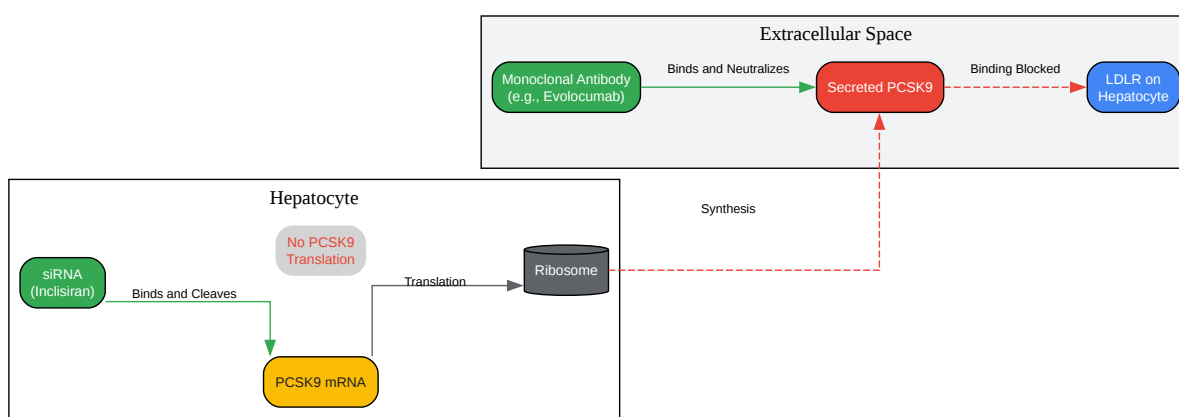 Extracellular Space
Monoclonal Antibody
(e.g., Evolocumab)
Binds and Neutralizes
Secreted PCSK9
Binding Blocked
LDLR on
Hepatocyte
Hepatocyte
Synthesis
No PCSK9
Translation
siRNA
(Inclisiran)
Binds and Cleaves
Translation
Ribosome
PCSK9 mRNA